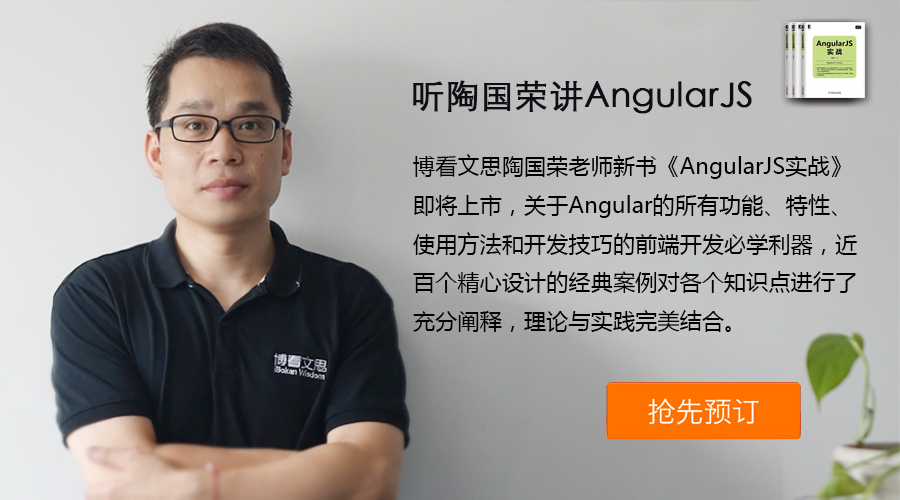 听陶国荣讲AngularJS
AngularJS
实战
博看文思陶国荣老师新书《AngularJS实战》
即将上市，关于Angular的所有功能、特性、
使用方法和开发技巧的前端开发必学利器，近
百个精心设计的经典案例对各个知识点进行了
充分阐释，理论与实践完美结合。
博看文思
Bokan Wisdom
抢先预订